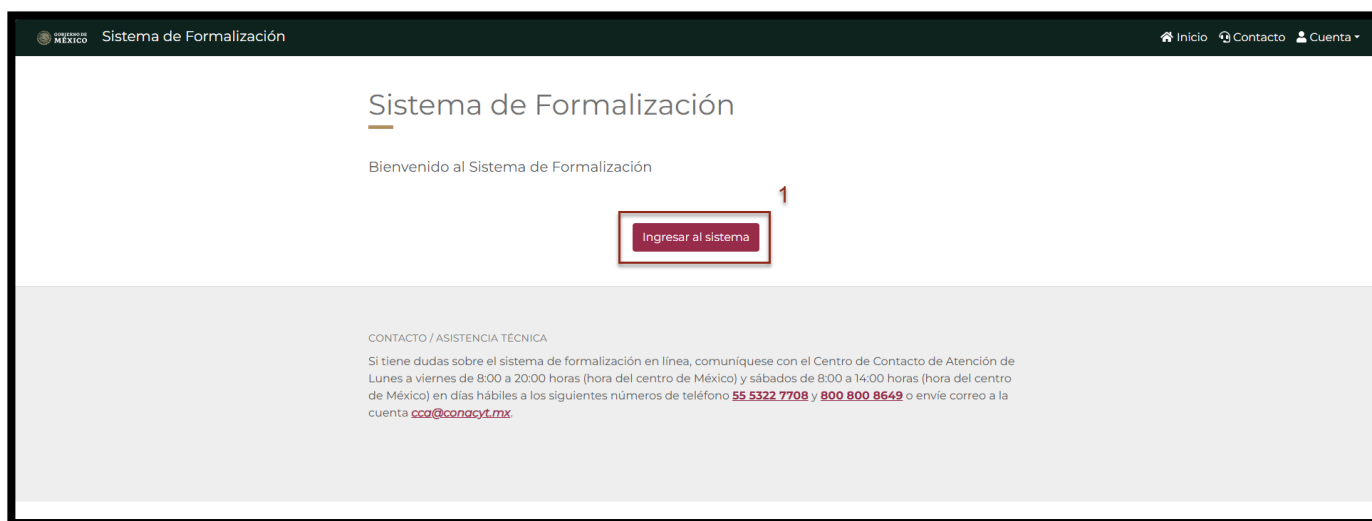 GOBIERNO DE
MÉXICO
Sistema de Formalización
Inicio
Contacto
Cuenta
Sistema de Formalización
Bienvenido al Sistema de Formalización
1
Ingresar al sistema
CONTACTO / ASISTENCIA TÉCNICA
Si tiene dudas sobre el sistema de formalización en línea, comuníquese con el Centro de Contacto de Atención de
Lunes a viernes de 8:00 a 20:00 horas (hora del centro de México) y sábados de 8:00 a 14:00 horas (hora del centro
de México) en días hábiles a los siguientes números de teléfono 55 5322 7708 y 800 800 8649 o envíe correo a la
cuenta cca@conacyt.mx.